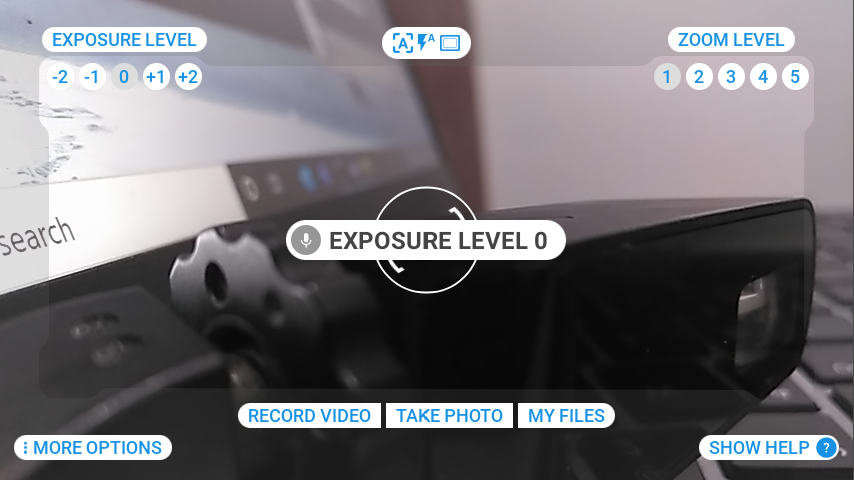 EXPOSURE LEVEL
A
A
ZOOM LEVEL
-2 -1 0 +1 +2
1 2 3 4 5
search
EXPOSURE LEVEL 0
RECORD VIDEO
TAKE PHOTO
MY FILES
MORE OPTIONS
SHOW HELP ?